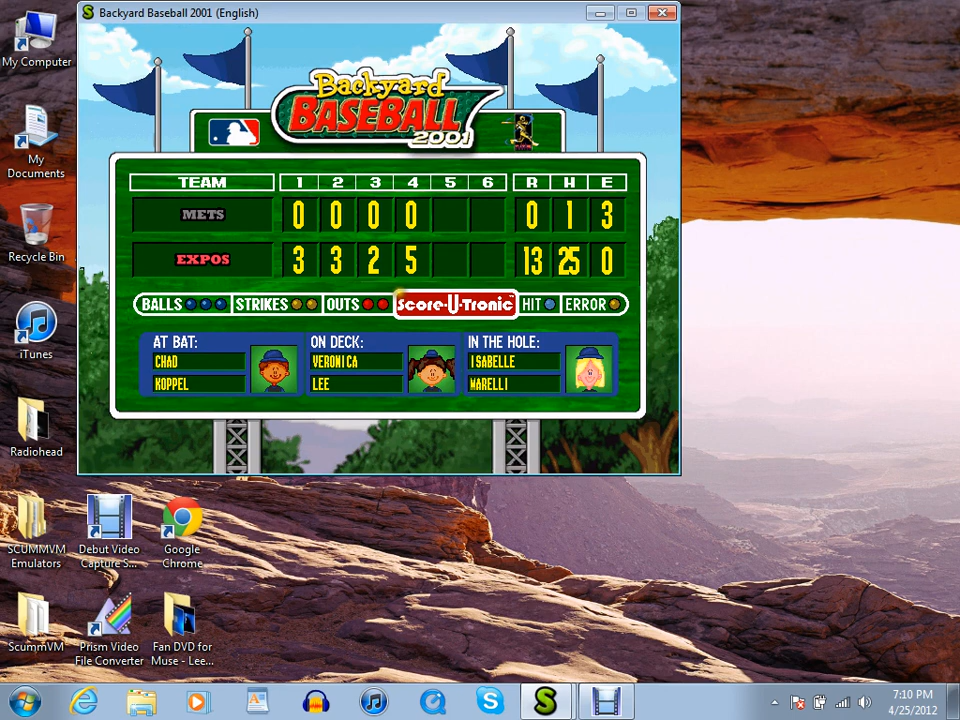 Backyard Baseball 2001 (English)
My Computer
My Documents
Recycle Bin
iTunes
Radiohead
SCUMMVM Emulators
Debut Video Capture S...
Google Chrome
ScummVM
Prism Video File Converter
Fan DVD for Muse - Lee...
Backyard
BASEBALL
2001
TEAM 1 2 3 4 5 6 R H E
METS 0 0 0 0 0 1 3
EXPOS 3 3 2 5 13 25 0
BALLS STRIKES OUTS Score-U-Tronic™ HIT ERROR
AT BAT: ON DECK: IN THE HOLE:
CHAD VERONICA ISABELLE
KOPPEL LEE MARELLI
7:10 PM
4/25/2012